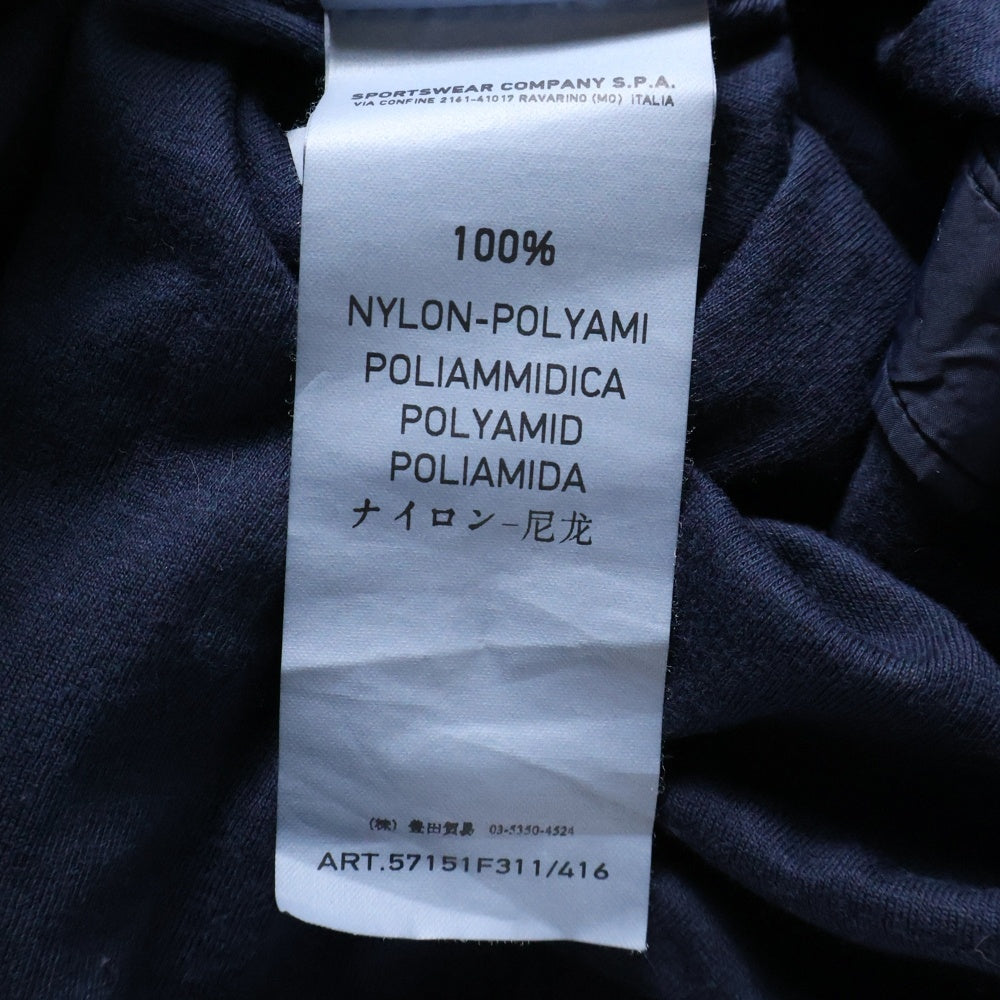 SPORTSWEAR COMPANY S.P.A.
VIA CONFINE 2161-41017 RAVARINO (MO) ITALIA
100%
NYLON-POLYAMI
POLIAMMIDICA
POLYAMID
POLIAMIDA
ナイロン-尼龙
(株) 豊田貿易 03-5350-4524
ART.57151F311/416